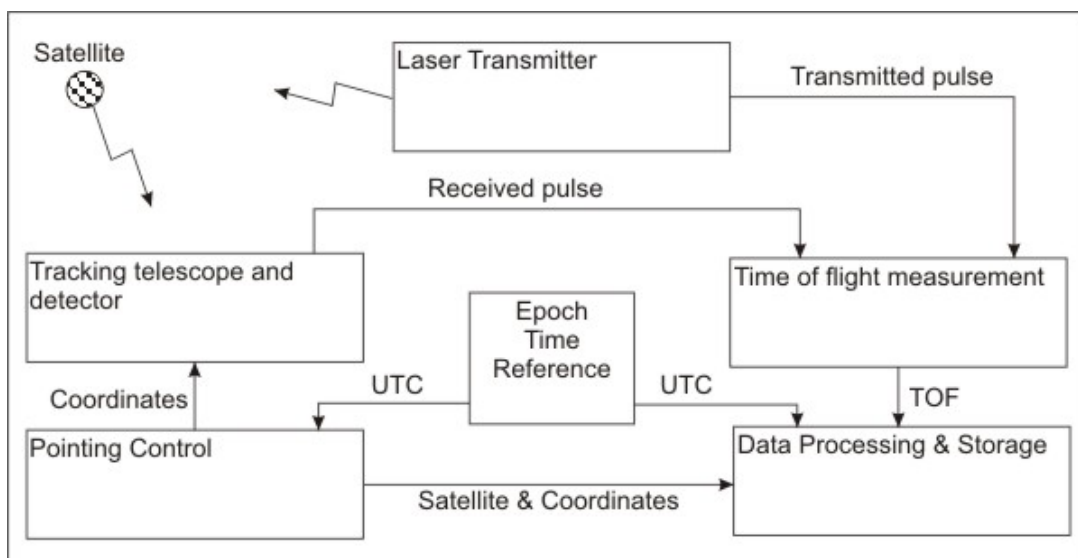 Satellite
Laser Transmitter
Transmitted pulse
Received pulse
Tracking telescope and
detector
Time of flight measurement
Epoch
Time
Reference
Coordinates
UTC
UTC
TOF
Pointing Control
Data Processing & Storage
Satellite & Coordinates